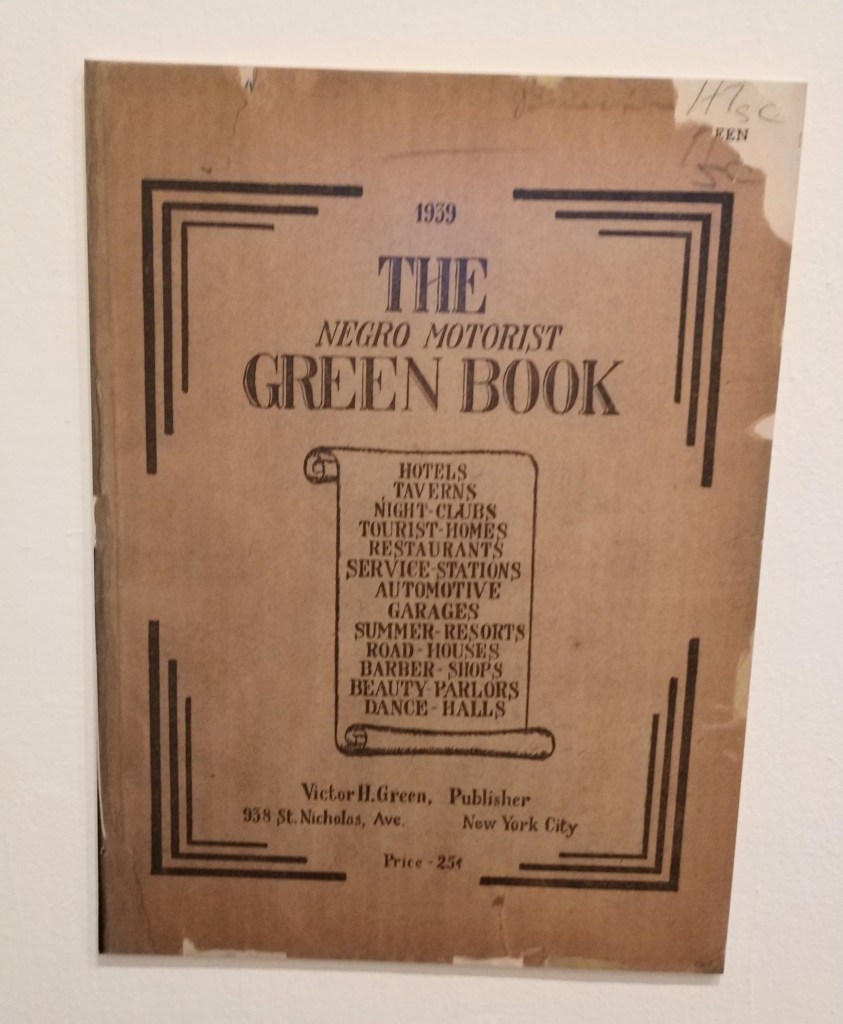 EEN
1939
THE
NEGRO MOTORIST
GREEN BOOK
HOTELS
TAVERNS
NIGHT-CLUBS
TOURIST-HOMES
RESTAURANTS
SERVICE-STATIONS
AUTOMOTIVE
GARAGES
SUMMER-RESORTS
ROAD-HOUSES
BARBER-SHOPS
BEAUTY-PARLORS
DANCE-HALLS
Victor H. Green, Publisher
938 St. Nicholas, Ave. New York City
Price - 25¢